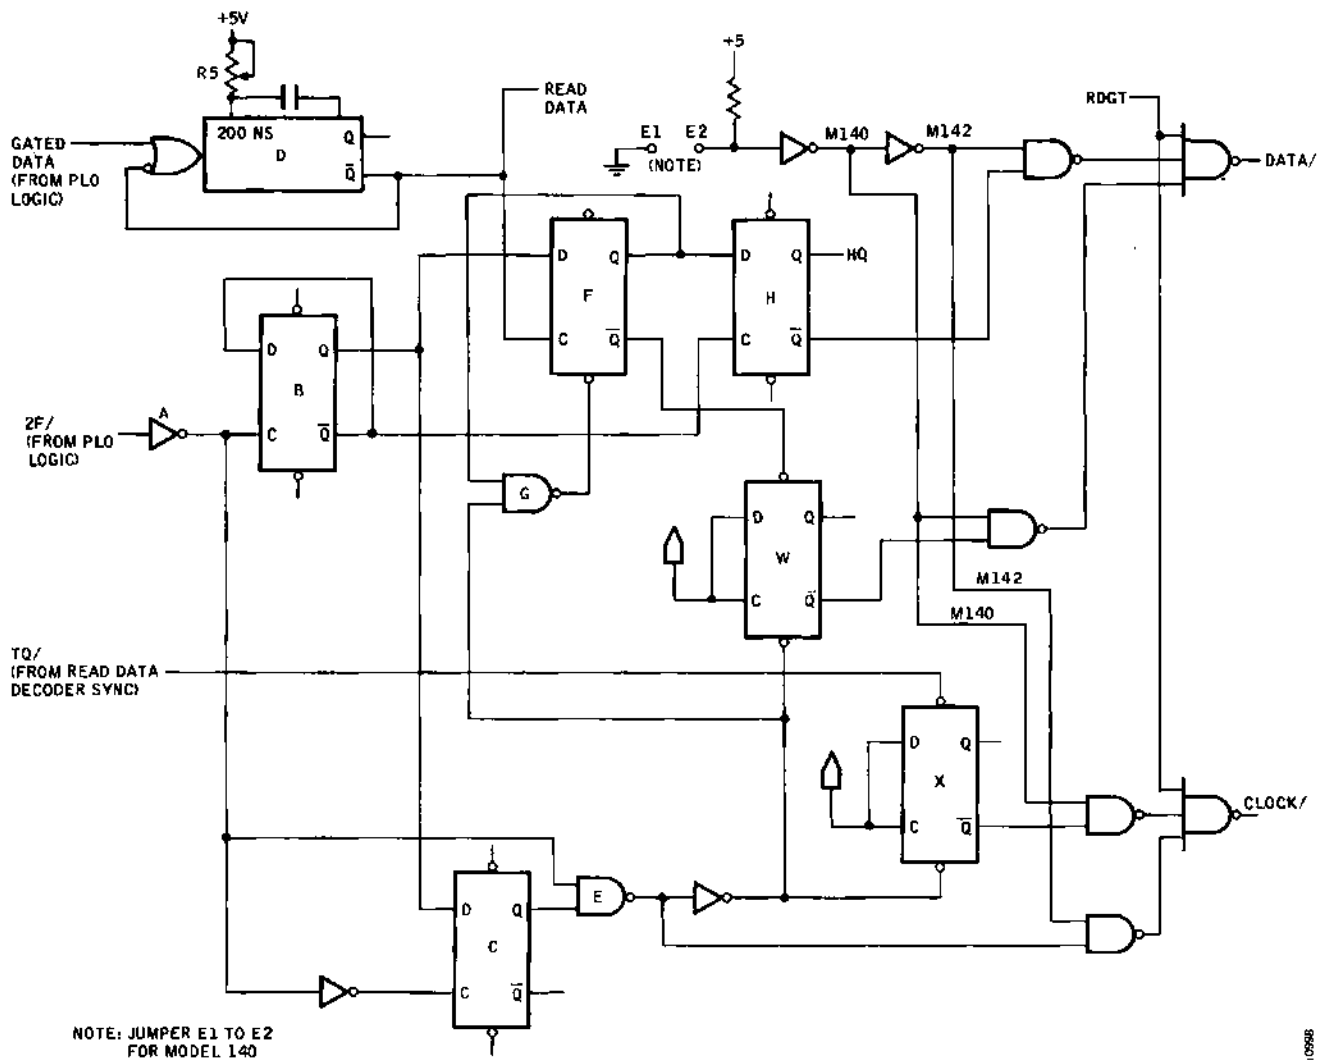 +5V
R5
200 NS
D
Q
Q
GATED
DATA
(FROM PLO
LOGIC)
READ
DATA
+5
E1 E2
(NOTE)
M140
M142
RDGT
DATA/
D Q
F
C Q
D Q
H
C Q
HQ
D Q
B
C Q
A
2F/
(FROM PLO
LOGIC)
G
D Q
W
C Q
M142
M140
TQ/
(FROM READ DATA
DECODER SYNC)
D Q
X
C Q
CLOCK/
E
D Q
C
C Q
NOTE: JUMPER E1 TO E2
FOR MODEL 140